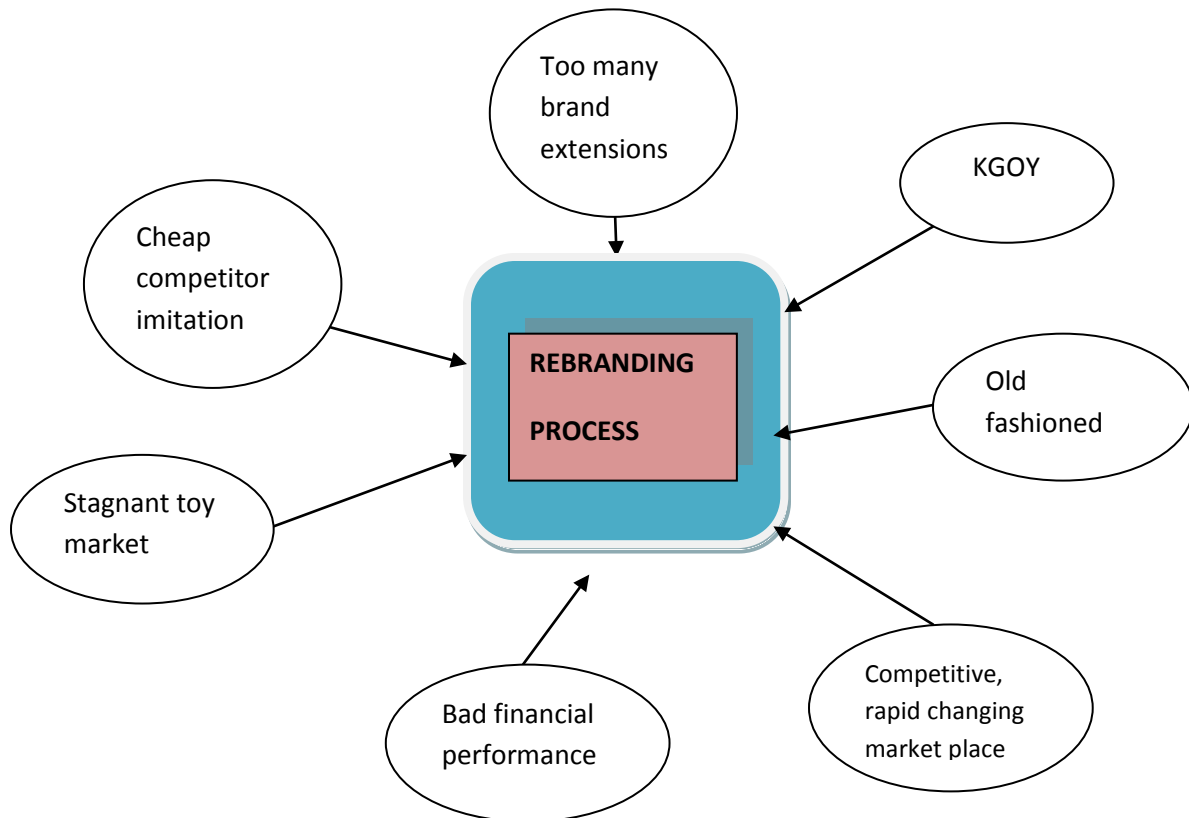 Too many
brand
extensions
KGOY
Cheap
competitor
imitation
REBRANDING
PROCESS
Old
fashioned
Stagnant toy
market
Bad financial
performance
Competitive,
rapid changing
market place